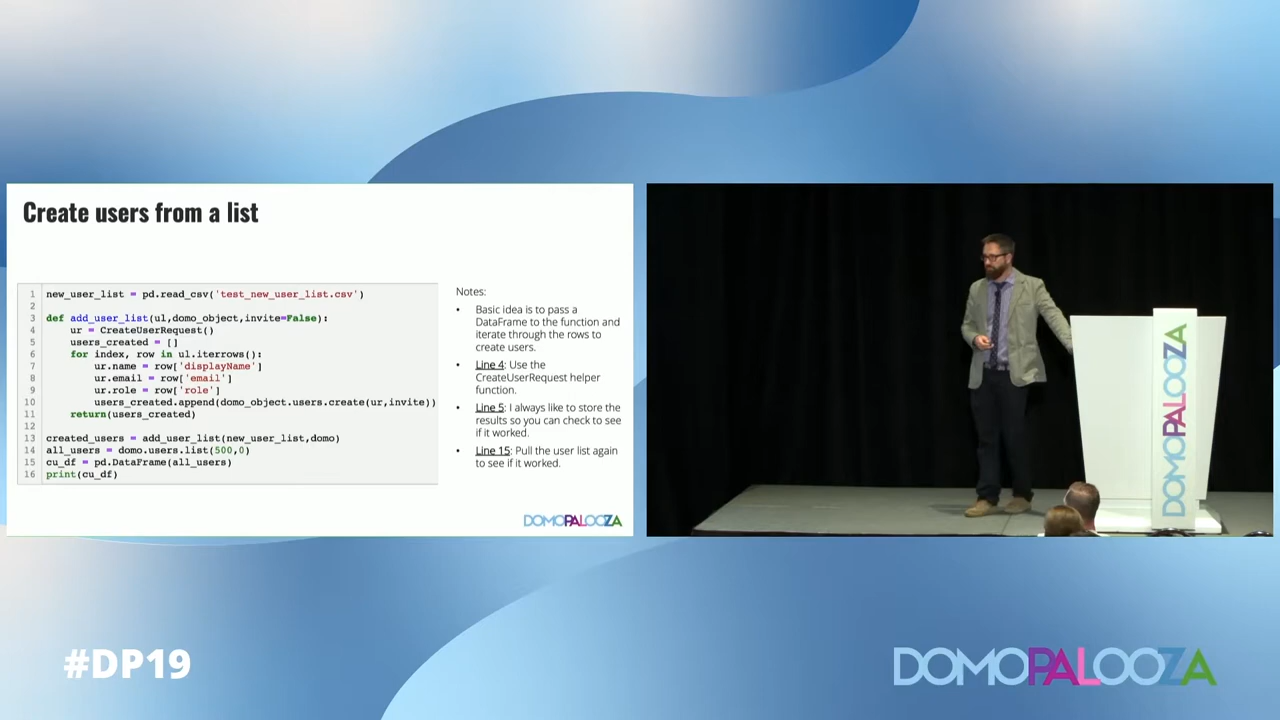 Create users from a list
1 new_user_list = pd.read_csv('test_new_user_list.csv')
2
3 def add_user_list(ul,domo_object,invite=False):
4     ur = CreateUserRequest()
5     users_created = []
6     for index, row in ul.iterrows():
7         ur.name = row['displayName']
8         ur.email = row['email']
9         ur.role = row['role']
10         users_created.append(domo_object.users.create(ur,invite))
11     return(users_created)
12
13 created_users = add_user_list(new_user_list,domo)
14 all_users = domo.users.list(500,0)
15 cu_df = pd.DataFrame(all_users)
16 print(cu_df)
Notes:
• Basic idea is to pass a
DataFrame to the function and
iterate through the rows to
create users.
• Line 4: Use the
CreateUserRequest helper
function.
• Line 5: I always like to store the
results so you can check to see
if it worked.
• Line 15: Pull the user list again
to see if it worked.
DOMOPALOOZA
DOMOPALOOZA
#DP19
DOMOPALOOZA